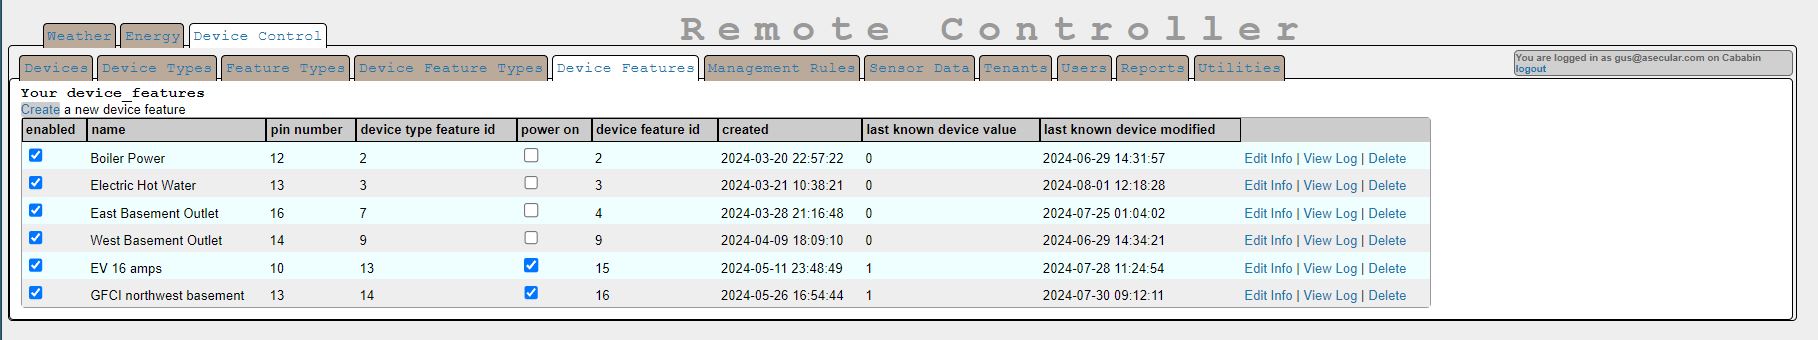 Remote Controller
Weather Energy Device Control
Devices Device Types Feature Types Device Feature Types Device Features Management Rules Sensor Data Tenants Users Reports Utilities
You are logged in as gus@asecular.com on Cababin
logout
Your device_features
Create a new device feature
enabled name pin number device type feature id power on device feature id created last known device value last known device modified
Boiler Power 12 2 2 2024-03-20 22:57:22 0 2024-06-29 14:31:57 Edit Info | View Log | Delete
Electric Hot Water 13 3 3 2024-03-21 10:38:21 0 2024-08-01 12:18:28 Edit Info | View Log | Delete
East Basement Outlet 16 7 4 2024-03-28 21:16:48 0 2024-07-25 01:04:02 Edit Info | View Log | Delete
West Basement Outlet 14 9 9 2024-04-09 18:09:10 0 2024-06-29 14:34:21 Edit Info | View Log | Delete
EV 16 amps 10 13 15 2024-05-11 23:48:49 1 2024-07-28 11:24:54 Edit Info | View Log | Delete
GFCI northwest basement 13 14 16 2024-05-26 16:54:44 1 2024-07-30 09:12:11 Edit Info | View Log | Delete